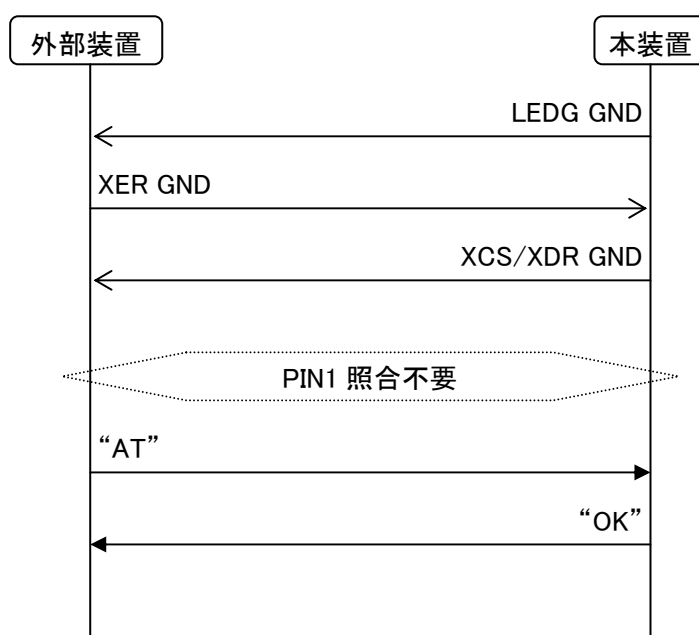 外部装置
本装置
LEDG GND
XER GND
XCS/XDR GND
PIN1 照合不要
“AT”
“OK”